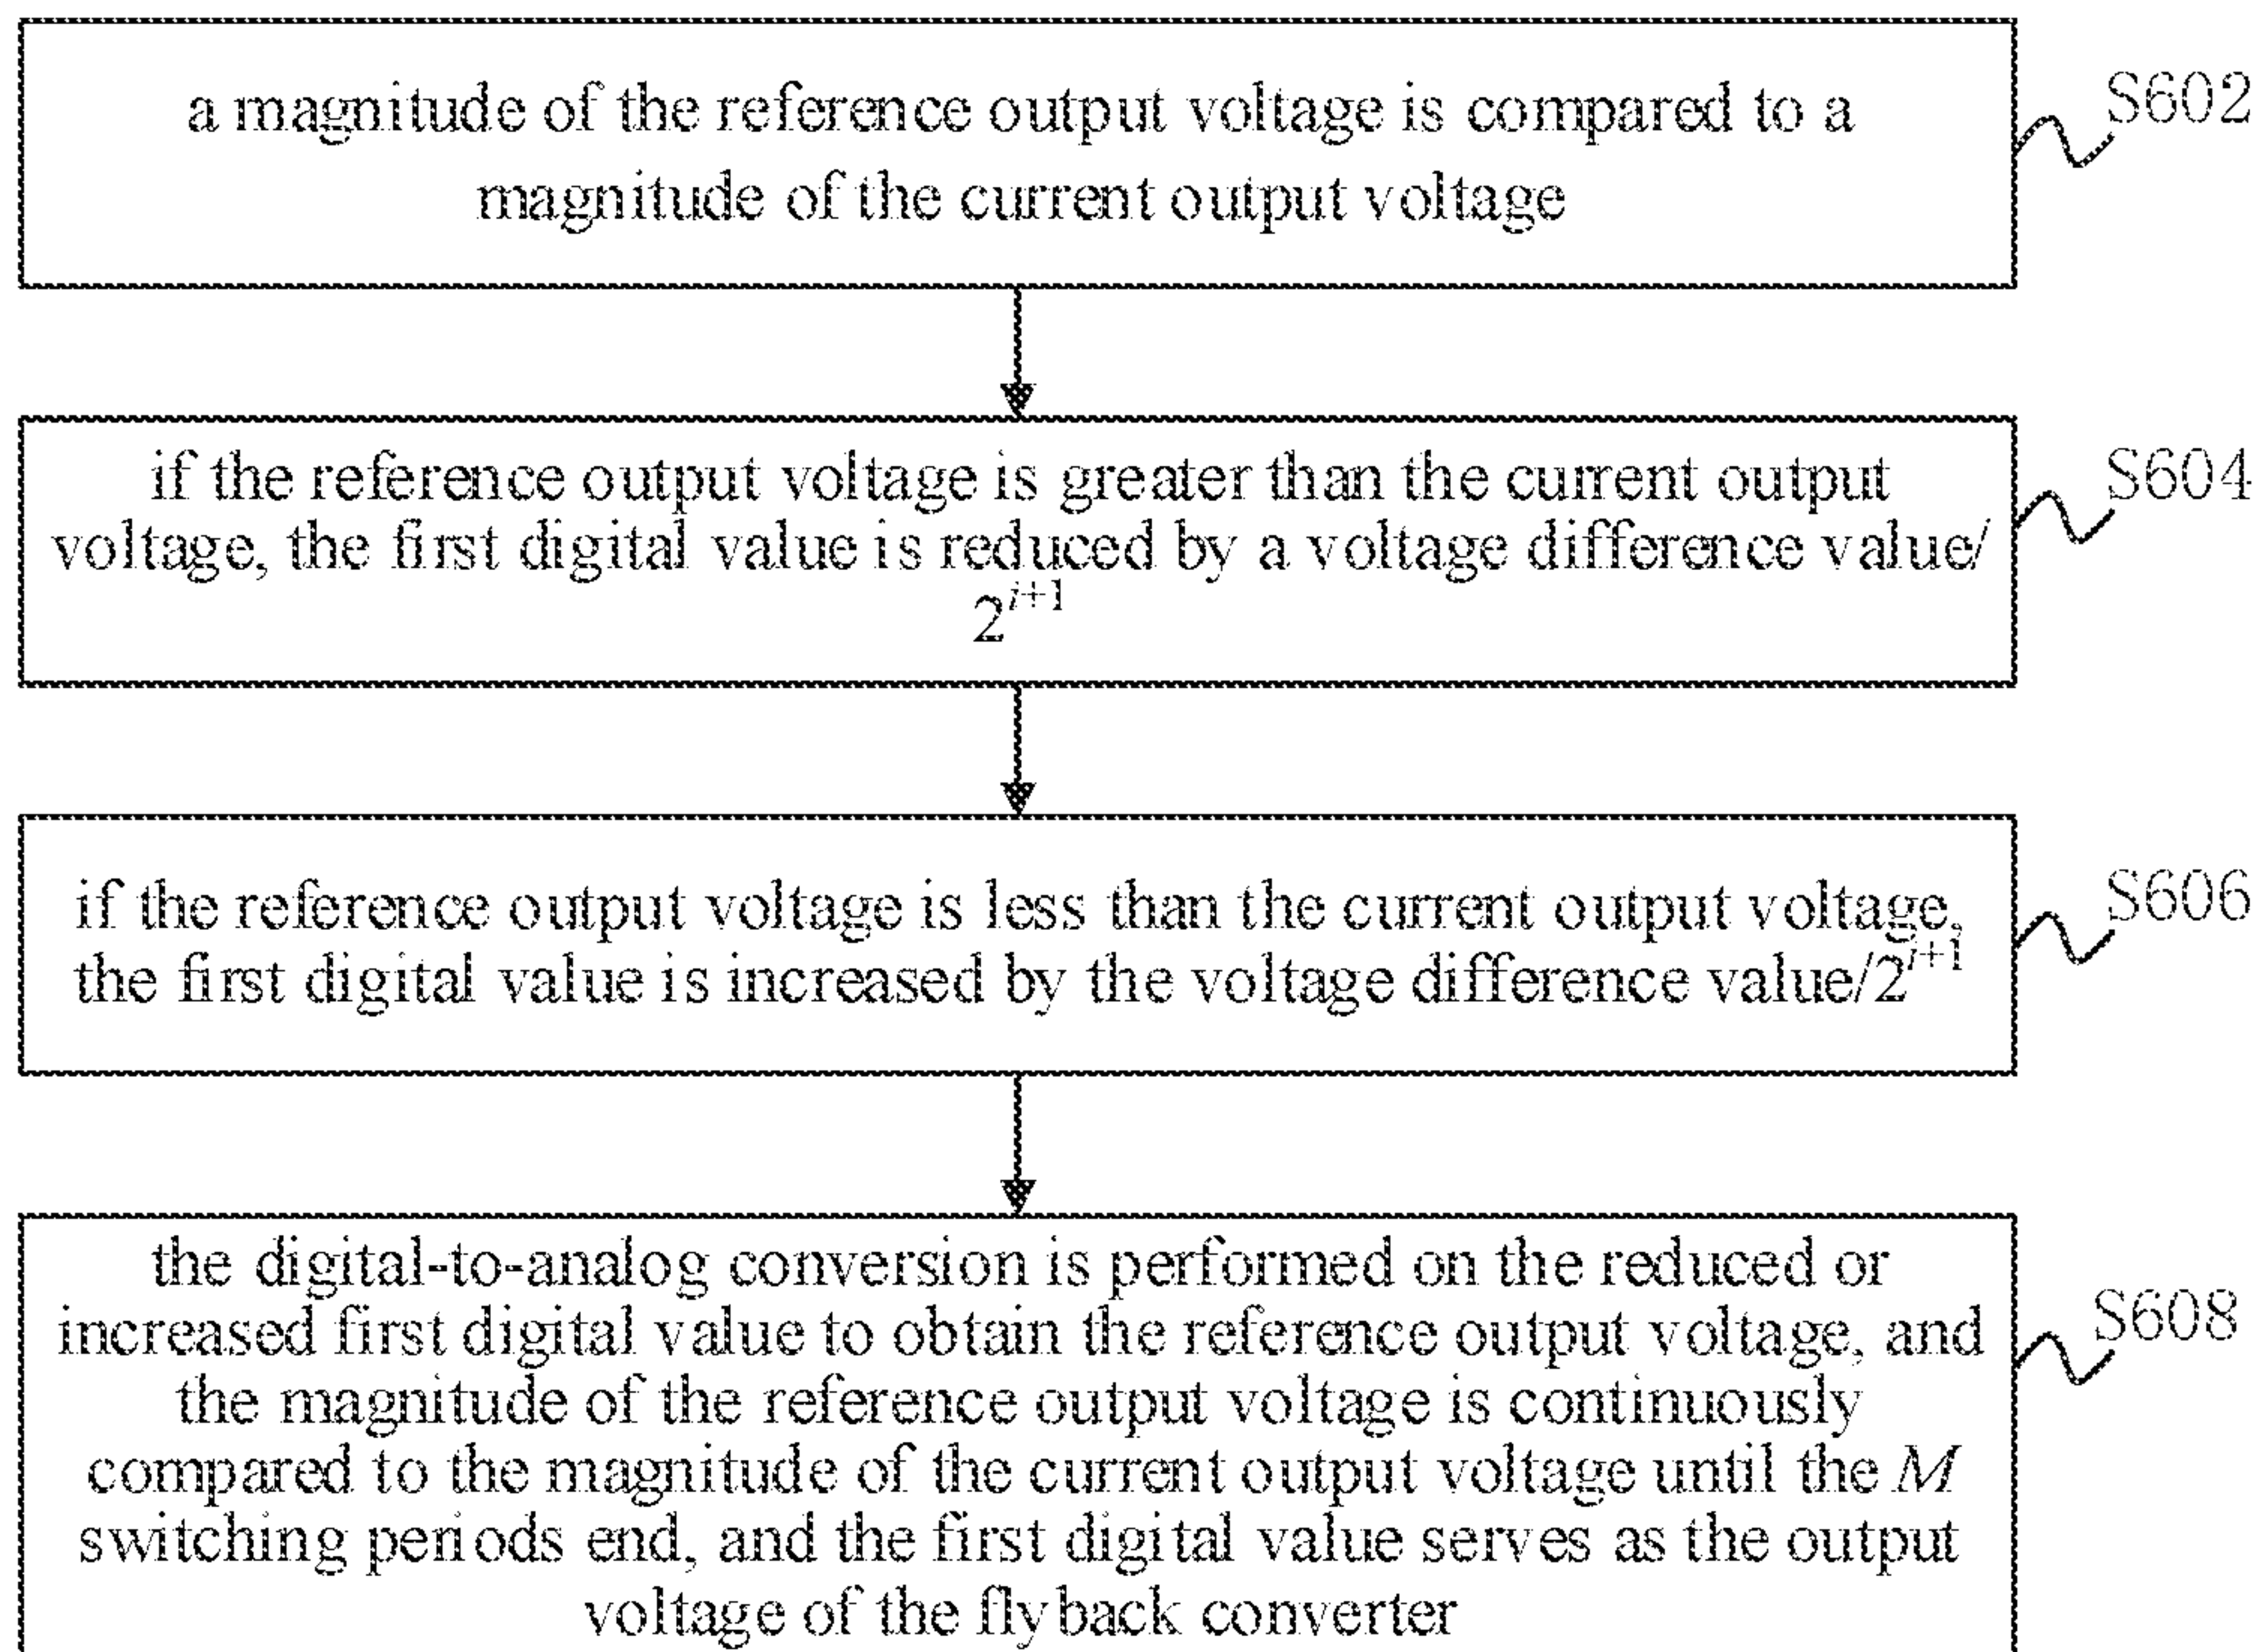 a magnitude of the reference output voltage is compared to a
magnitude of the current output voltage
S602
if the reference output voltage is greater than the current output
voltage, the first digital value is reduced by a voltage difference value/
2^{i+1}
S604
if the reference output voltage is less than the current output voltage,
the first digital value is increased by the voltage difference value/2^{i+1}
S606
the digital-to-analog conversion is performed on the reduced or
increased first digital value to obtain the reference output voltage, and
the magnitude of the reference output voltage is continuously
compared to the magnitude of the current output voltage until the M
switching periods end, and the first digital value serves as the output
voltage of the flyback converter
S608